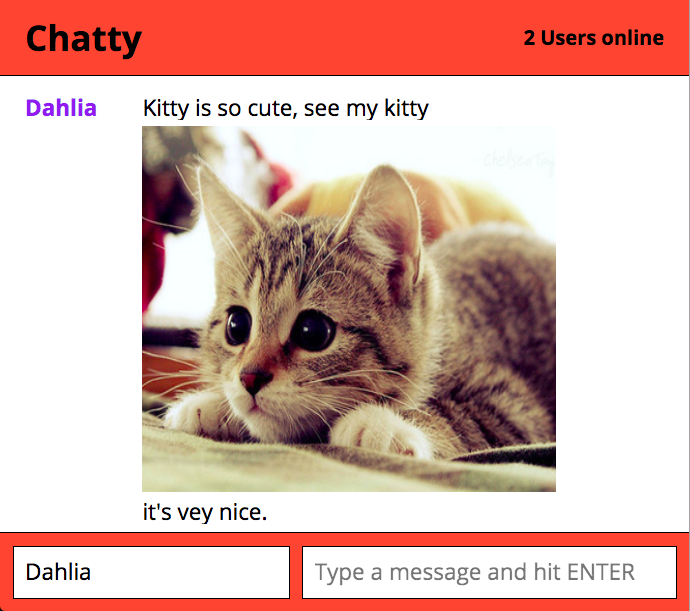 Chatty
2 Users online
Dahlia
Kitty is so cute, see my kitty
it's vey nice.
Dahlia
Type a message and hit ENTER